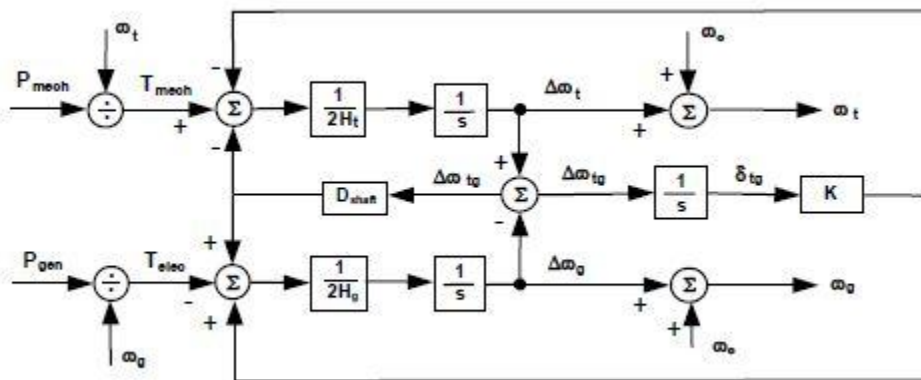 ω_t
P_mech
÷
T_mech
+
-
Σ
-
1
2H_t
1
s
Δω_t
ω_o
+
+
Σ
ω_t
D_shaft
Δω_tg
+
Σ
-
Δω_tg
1
s
δ_tg
K
P_gen
÷
T_elec
-
+
Σ
+
1
2H_g
1
s
Δω_g
+
Σ
+
ω_g
ω_g
ω_o